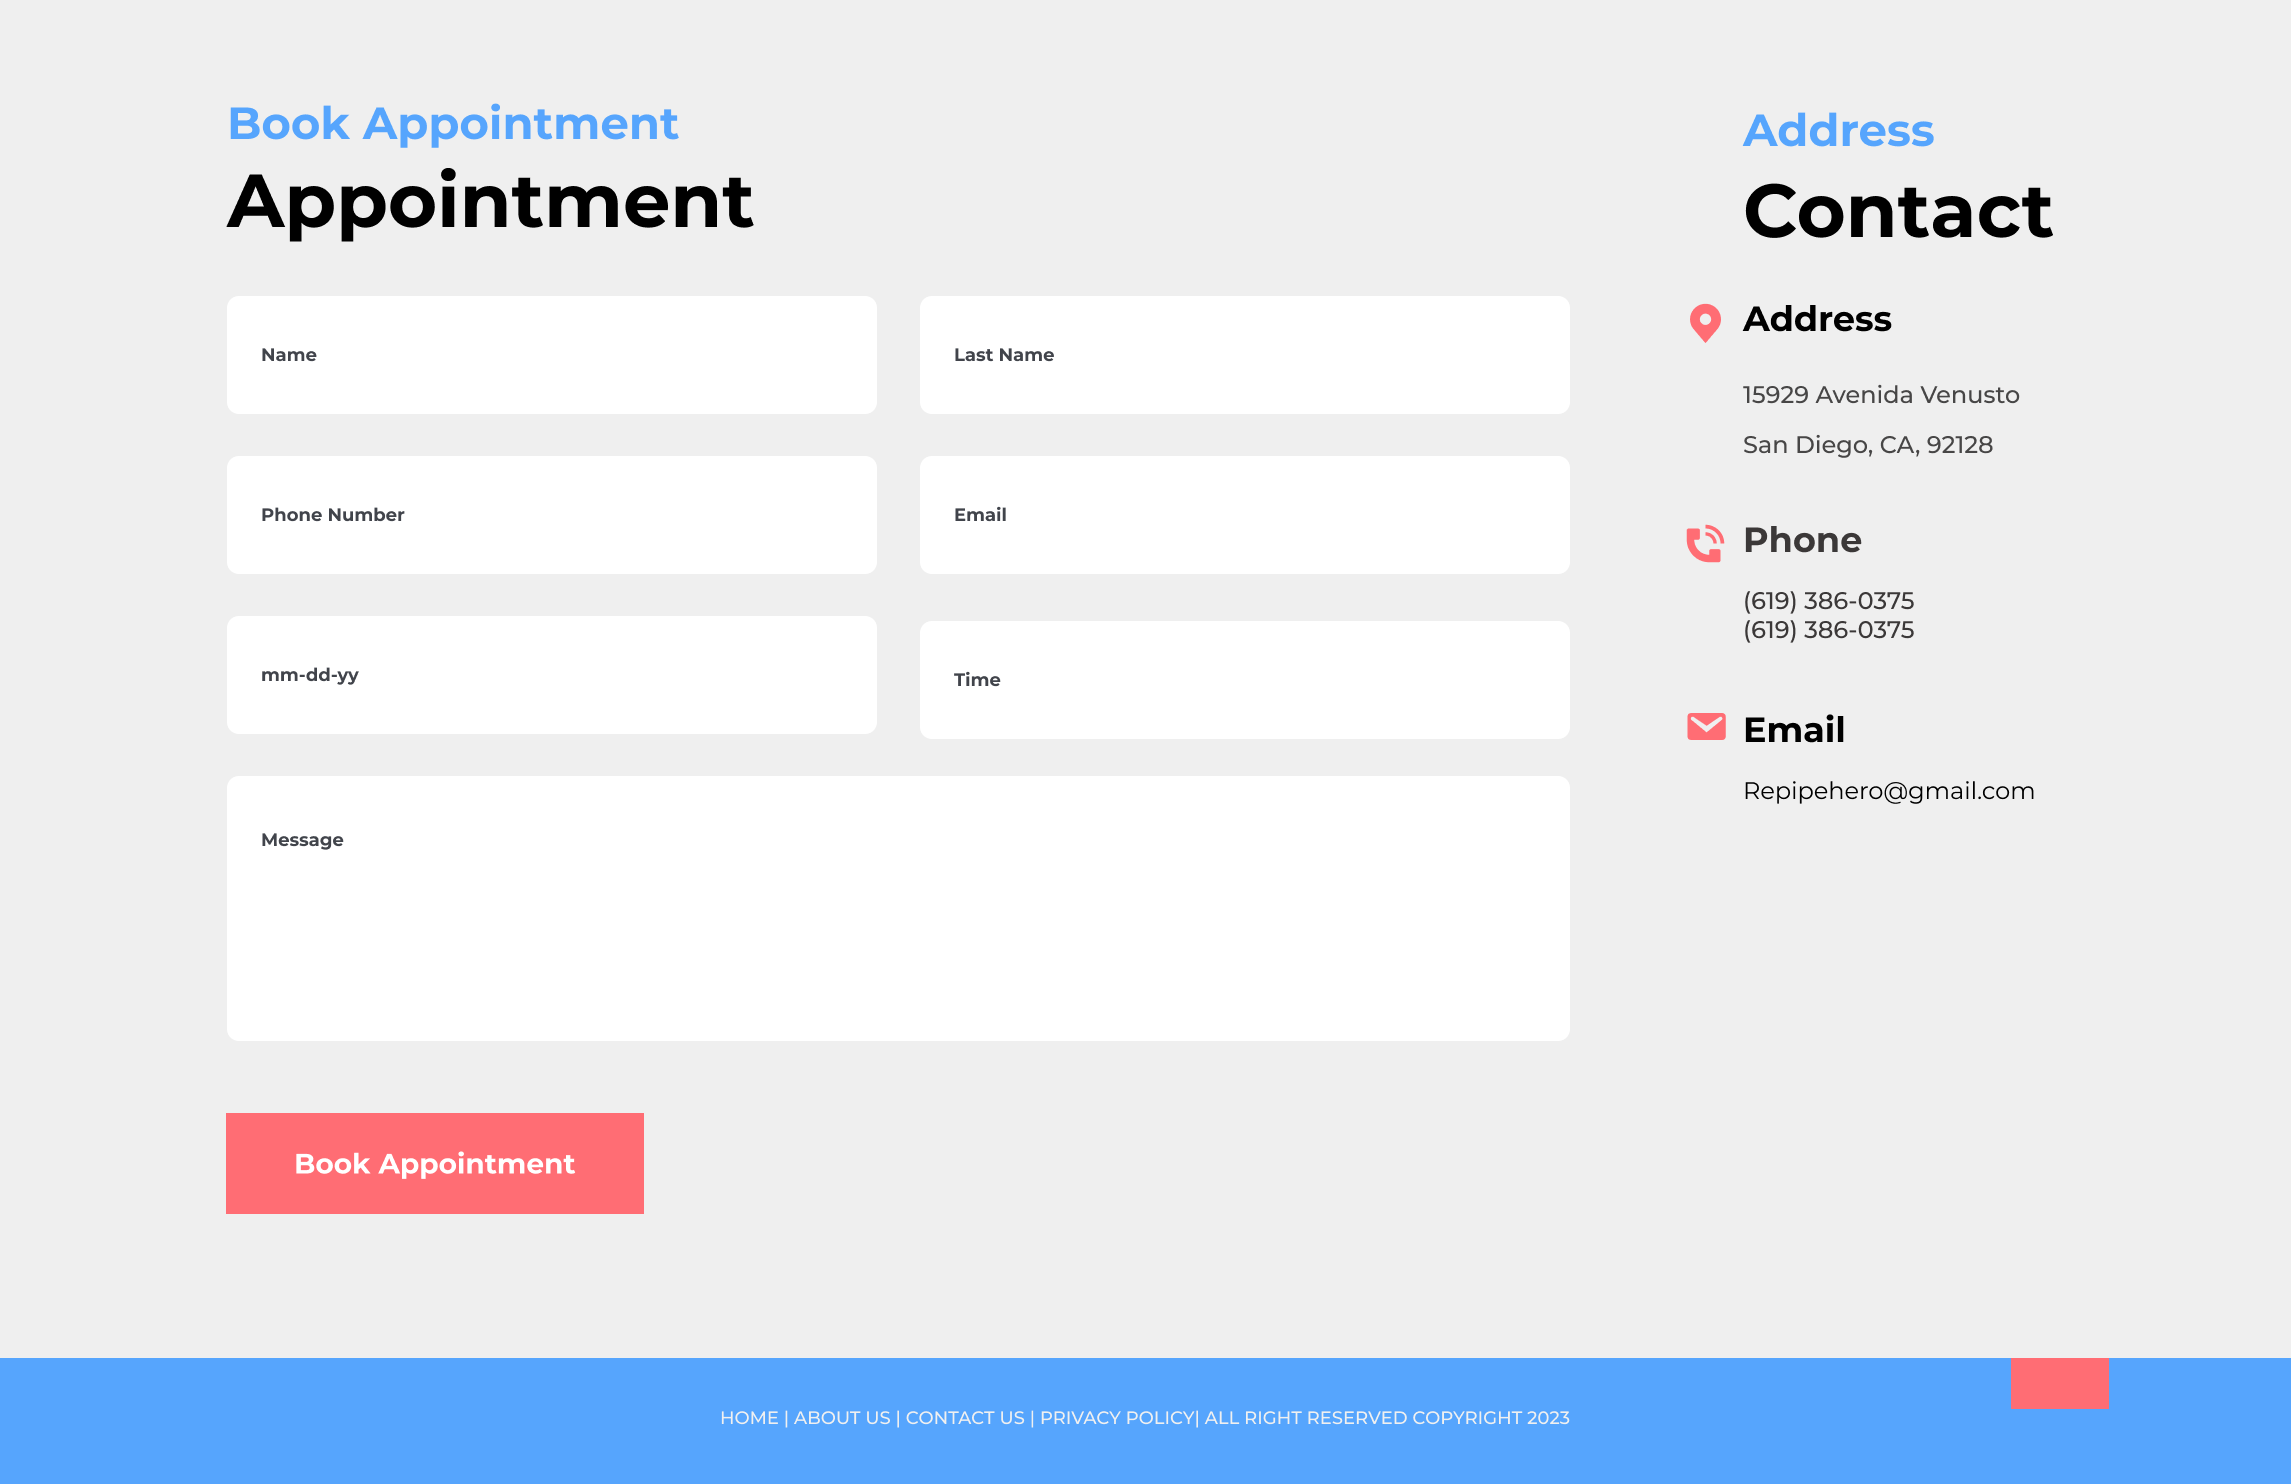 Book Appointment
Appointment
Name
Last Name
Phone Number
Email
mm-dd-yy
Time
Message
Book Appointment
Address
Contact
Address
15929 Avenida Venusto
San Diego, CA, 92128
Phone
(619) 386-0375
(619) 386-0375
Email
Repipehero@gmail.com
HOME | ABOUT US | CONTACT US | PRIVACY POLICY| ALL RIGHT RESERVED COPYRIGHT 2023